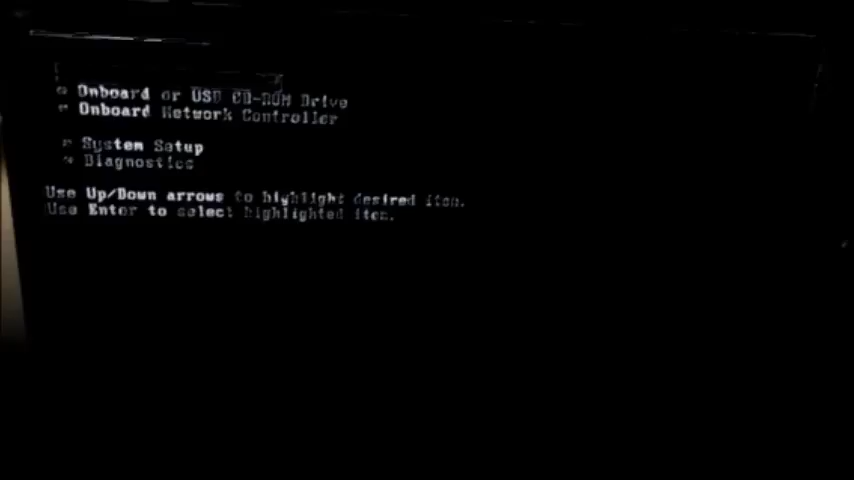 Onboard or USB CD-ROM Drive
Onboard Network Controller
System Setup
Diagnostics
Use Up/Down arrows to highlight desired item.
Use Enter to select highlighted item.